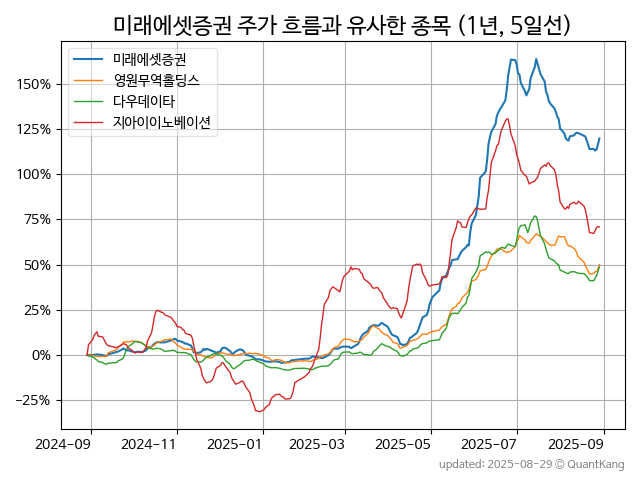 미래에셋증권 주가 흐름과 유사한 종목 (1년, 5일선)
미래에셋증권
영원무역홀딩스
다우데이타
지아이이노베이션
150%
125%
100%
75%
50%
25%
0%
−25%
2024-09 2024-11 2025-01 2025-03 2025-05 2025-07 2025-09
updated: 2025-08-29 © QuantKang